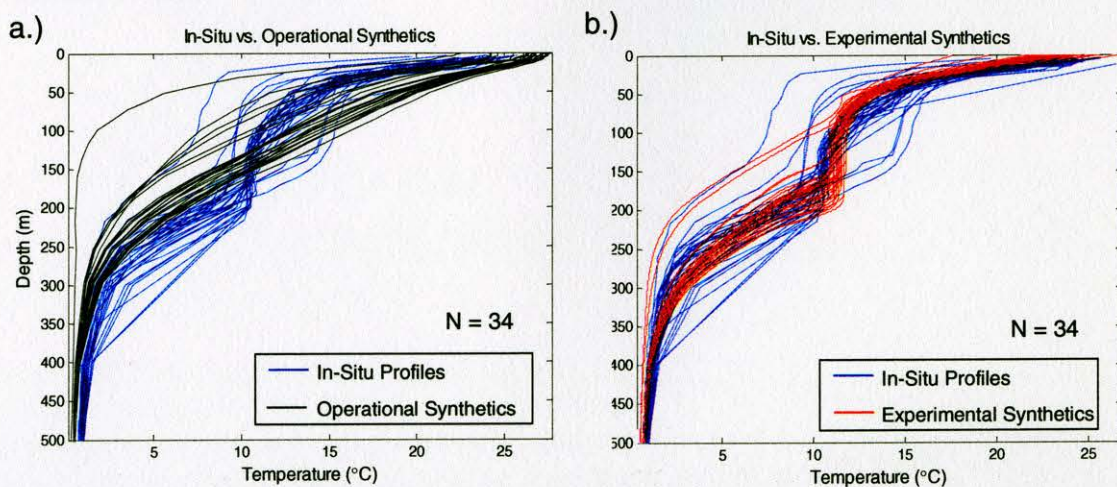 a.)
In-Situ vs. Operational Synthetics
0
50
100
150
200
250
300
350
400
450
500
Depth (m)
5
10
15
20
25
Temperature (°C)
N = 34
In-Situ Profiles
Operational Synthetics
b.)
In-Situ vs. Experimental Synthetics
0
50
100
150
200
250
300
350
400
450
500
5
10
15
20
25
Temperature (°C)
N = 34
In-Situ Profiles
Experimental Synthetics